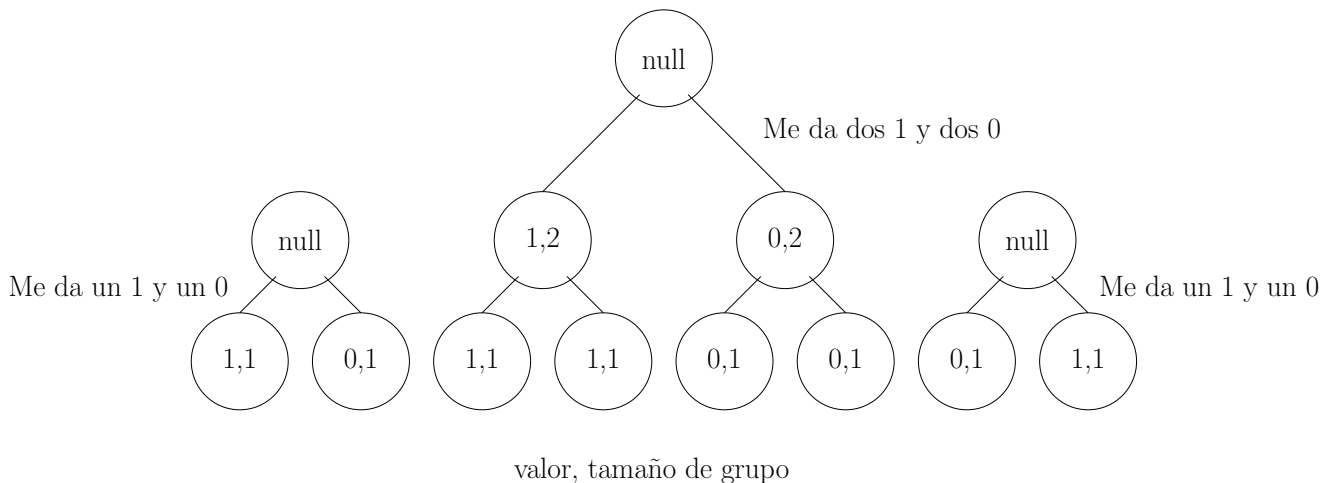 null
Me da dos 1 y dos 0
null
1,2
0,2
null
Me da un 1 y un 0
Me da un 1 y un 0
1,1
0,1
1,1
1,1
0,1
0,1
0,1
1,1
valor, tamaño de grupo